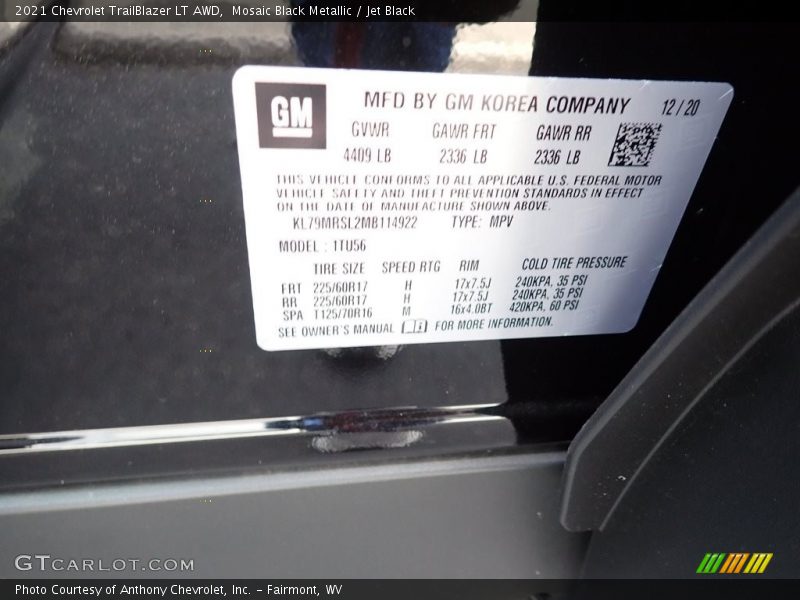 2021 Chevrolet TrailBlazer LT AWD, Mosaic Black Metallic / Jet Black
GM MFD BY GM KOREA COMPANY 12/20
GVWR GAWR FRT GAWR RR
4409 LB 2336 LB 2336 LB
THIS VEHICLE CONFORMS TO ALL APPLICABLE U.S. FEDERAL MOTOR
VEHICLE SAFETY AND THEFT PREVENTION STANDARDS IN EFFECT
ON THE DATE OF MANUFACTURE SHOWN ABOVE.
KL79MRSL2MB114922 TYPE: MPV
MODEL : 1TU56
TIRE SIZE SPEED RTG RIM COLD TIRE PRESSURE
FRT 225/60R17 H 17x7.5J 240KPA, 35 PSI
RR 225/60R17 H 17x7.5J 240KPA, 35 PSI
SPA T125/70R16 M 16x4.0BT 420KPA, 60 PSI
SEE OWNER'S MANUAL FOR MORE INFORMATION.
GTCARLOT.COM
Photo Courtesy of Anthony Chevrolet, Inc. – Fairmont, WV